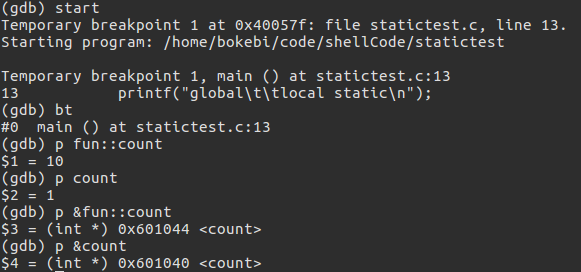 (gdb) start
Temporary breakpoint 1 at 0x40057f: file statictest.c, line 13.
Starting program: /home/bokebi/code/shellCode/statictest

Temporary breakpoint 1, main () at statictest.c:13
13	    printf("global\t\tlocal static\n");
(gdb) bt
#0  main () at statictest.c:13
(gdb) p fun::count
$1 = 10
(gdb) p count
$2 = 1
(gdb) p &fun::count
$3 = (int *) 0x601044 <count>
(gdb) p &count
$4 = (int *) 0x601040 <count>